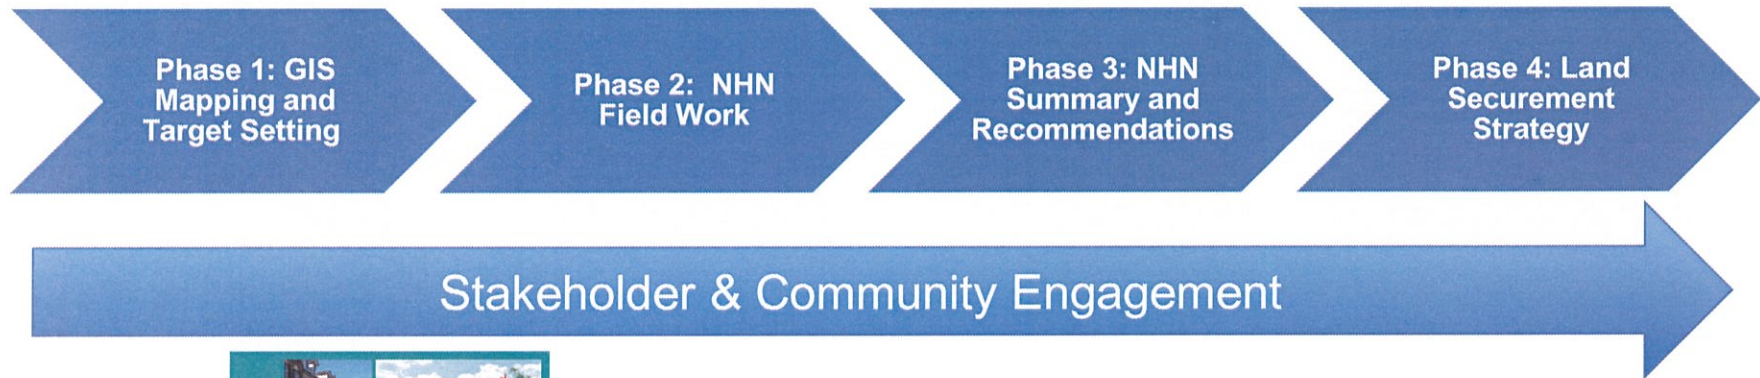 Phase 1: GIS
Mapping and
Target Setting
Phase 2: NHN
Field Work
Phase 3: NHN
Summary and
Recommendations
Phase 4: Land
Securement
Strategy
Stakeholder & Community Engagement